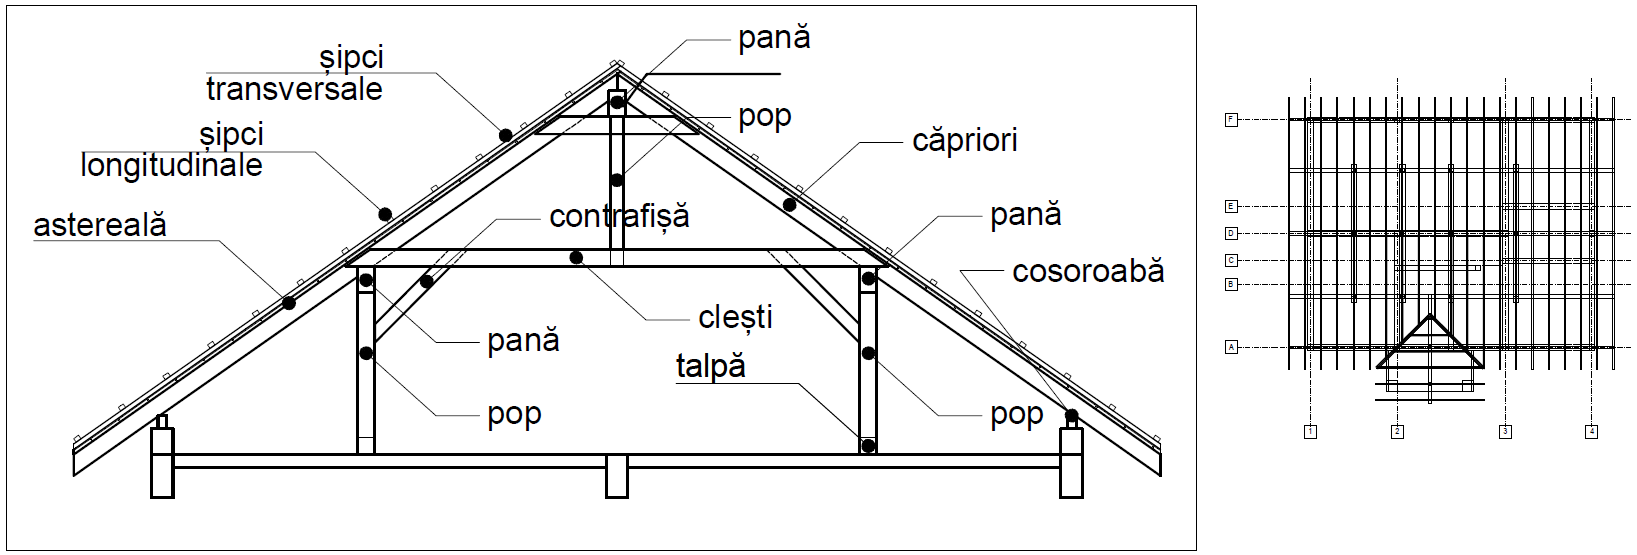 pană
șipci
transversale
pop
șipci
longitudinale
căpriori
astereală
contrafișă
pană
cosoroabă
clești
pană
talpă
pop
pop
F
E
D
C
B
A
1
2
3
4